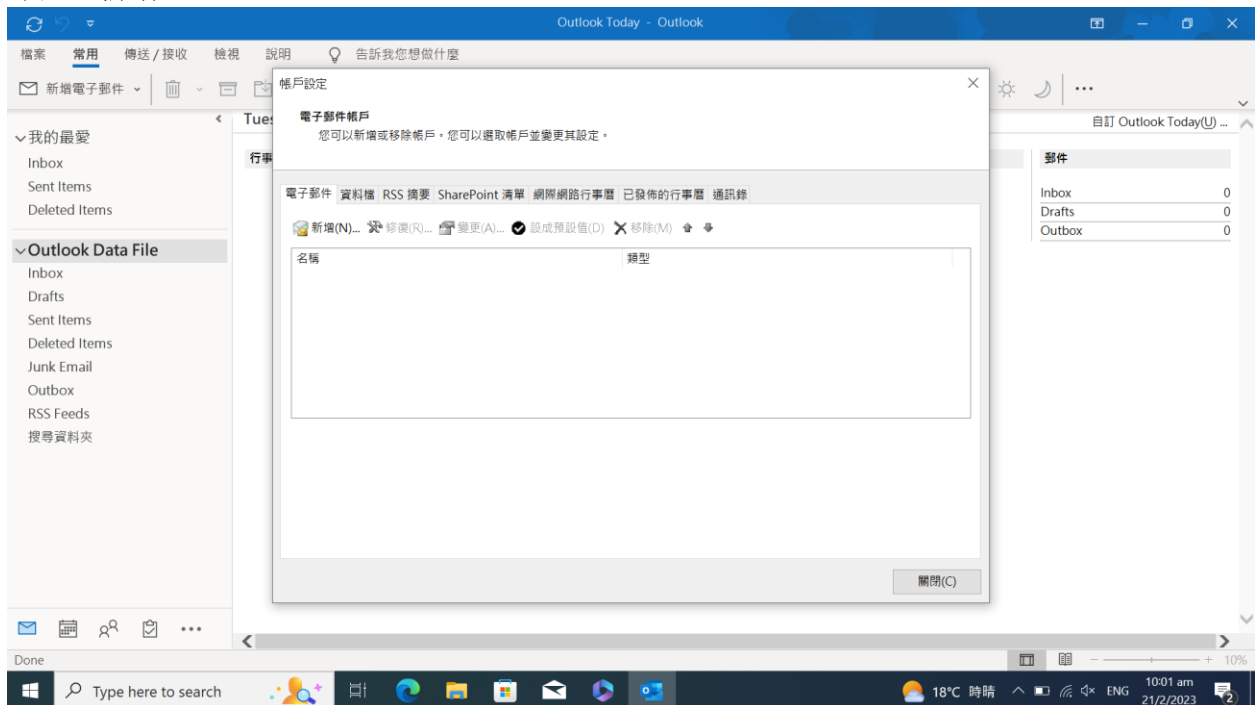 Outlook Today - Outlook
檔案 常用 傳送/接收 檢視 說明 告訴我您想做什麼
新增電子郵件
帳戶設定
電子郵件帳戶
您可以新增或移除帳戶。您可以選取帳戶並變更其設定。
電子郵件 資料檔 RSS 摘要 SharePoint 清單 網際網路行事曆 已發佈的行事曆 通訊錄
新增(N)... 修復(R)... 變更(A)... 設成預設值(D) 移除(M)
名稱 類型
關閉(C)
我的最愛
Inbox
Sent Items
Deleted Items
Outlook Data File
Inbox
Drafts
Sent Items
Deleted Items
Junk Email
Outbox
RSS Feeds
搜尋資料夾
Tues
行事
自訂 Outlook Today(U) ...
郵件
Inbox 0
Drafts 0
Outbox 0
Done
10%
Type here to search
18°C 時晴
ENG
10:01 am
21/2/2023
2